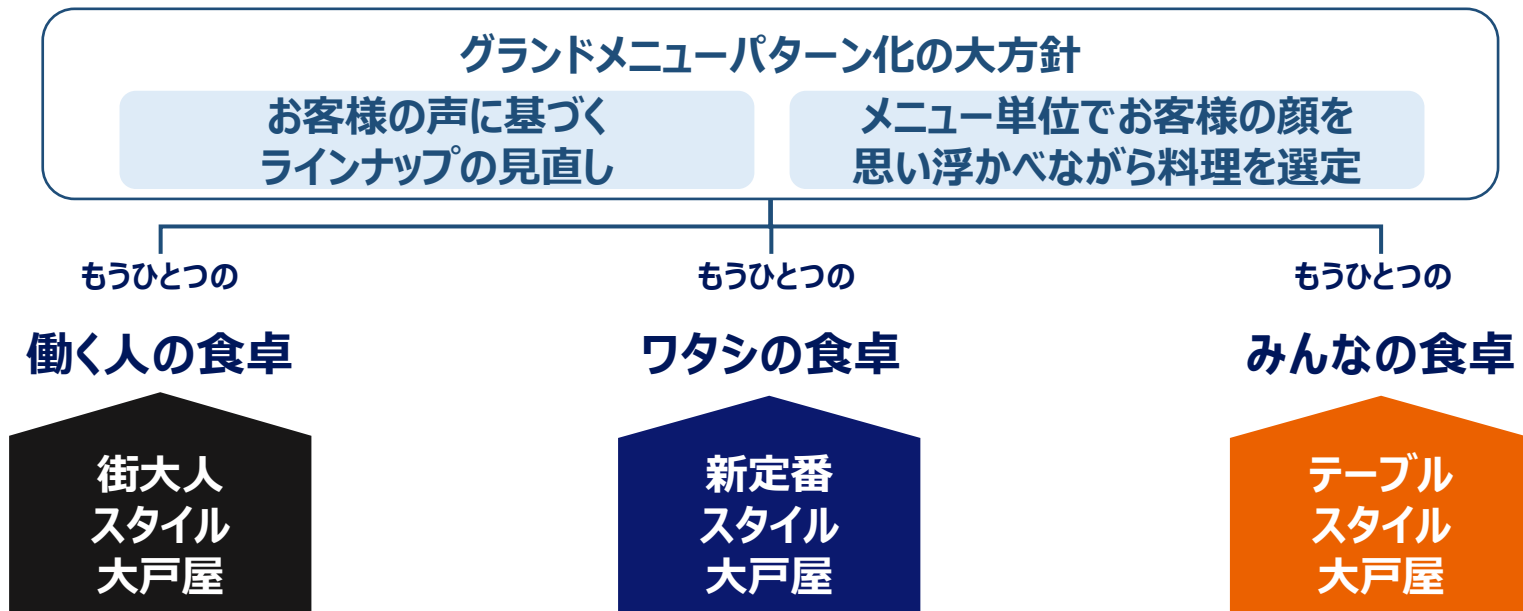 グランドメニューパターン化の大方針
お客様の声に基づく
ラインナップの見直し
メニュー単位でお客様の顔を
思い浮かべながら料理を選定
もうひとつの
働く人の食卓
街大人
スタイル
大戸屋
もうひとつの
ワタシの食卓
新定番
スタイル
大戸屋
もうひとつの
みんなの食卓
テーブル
スタイル
大戸屋